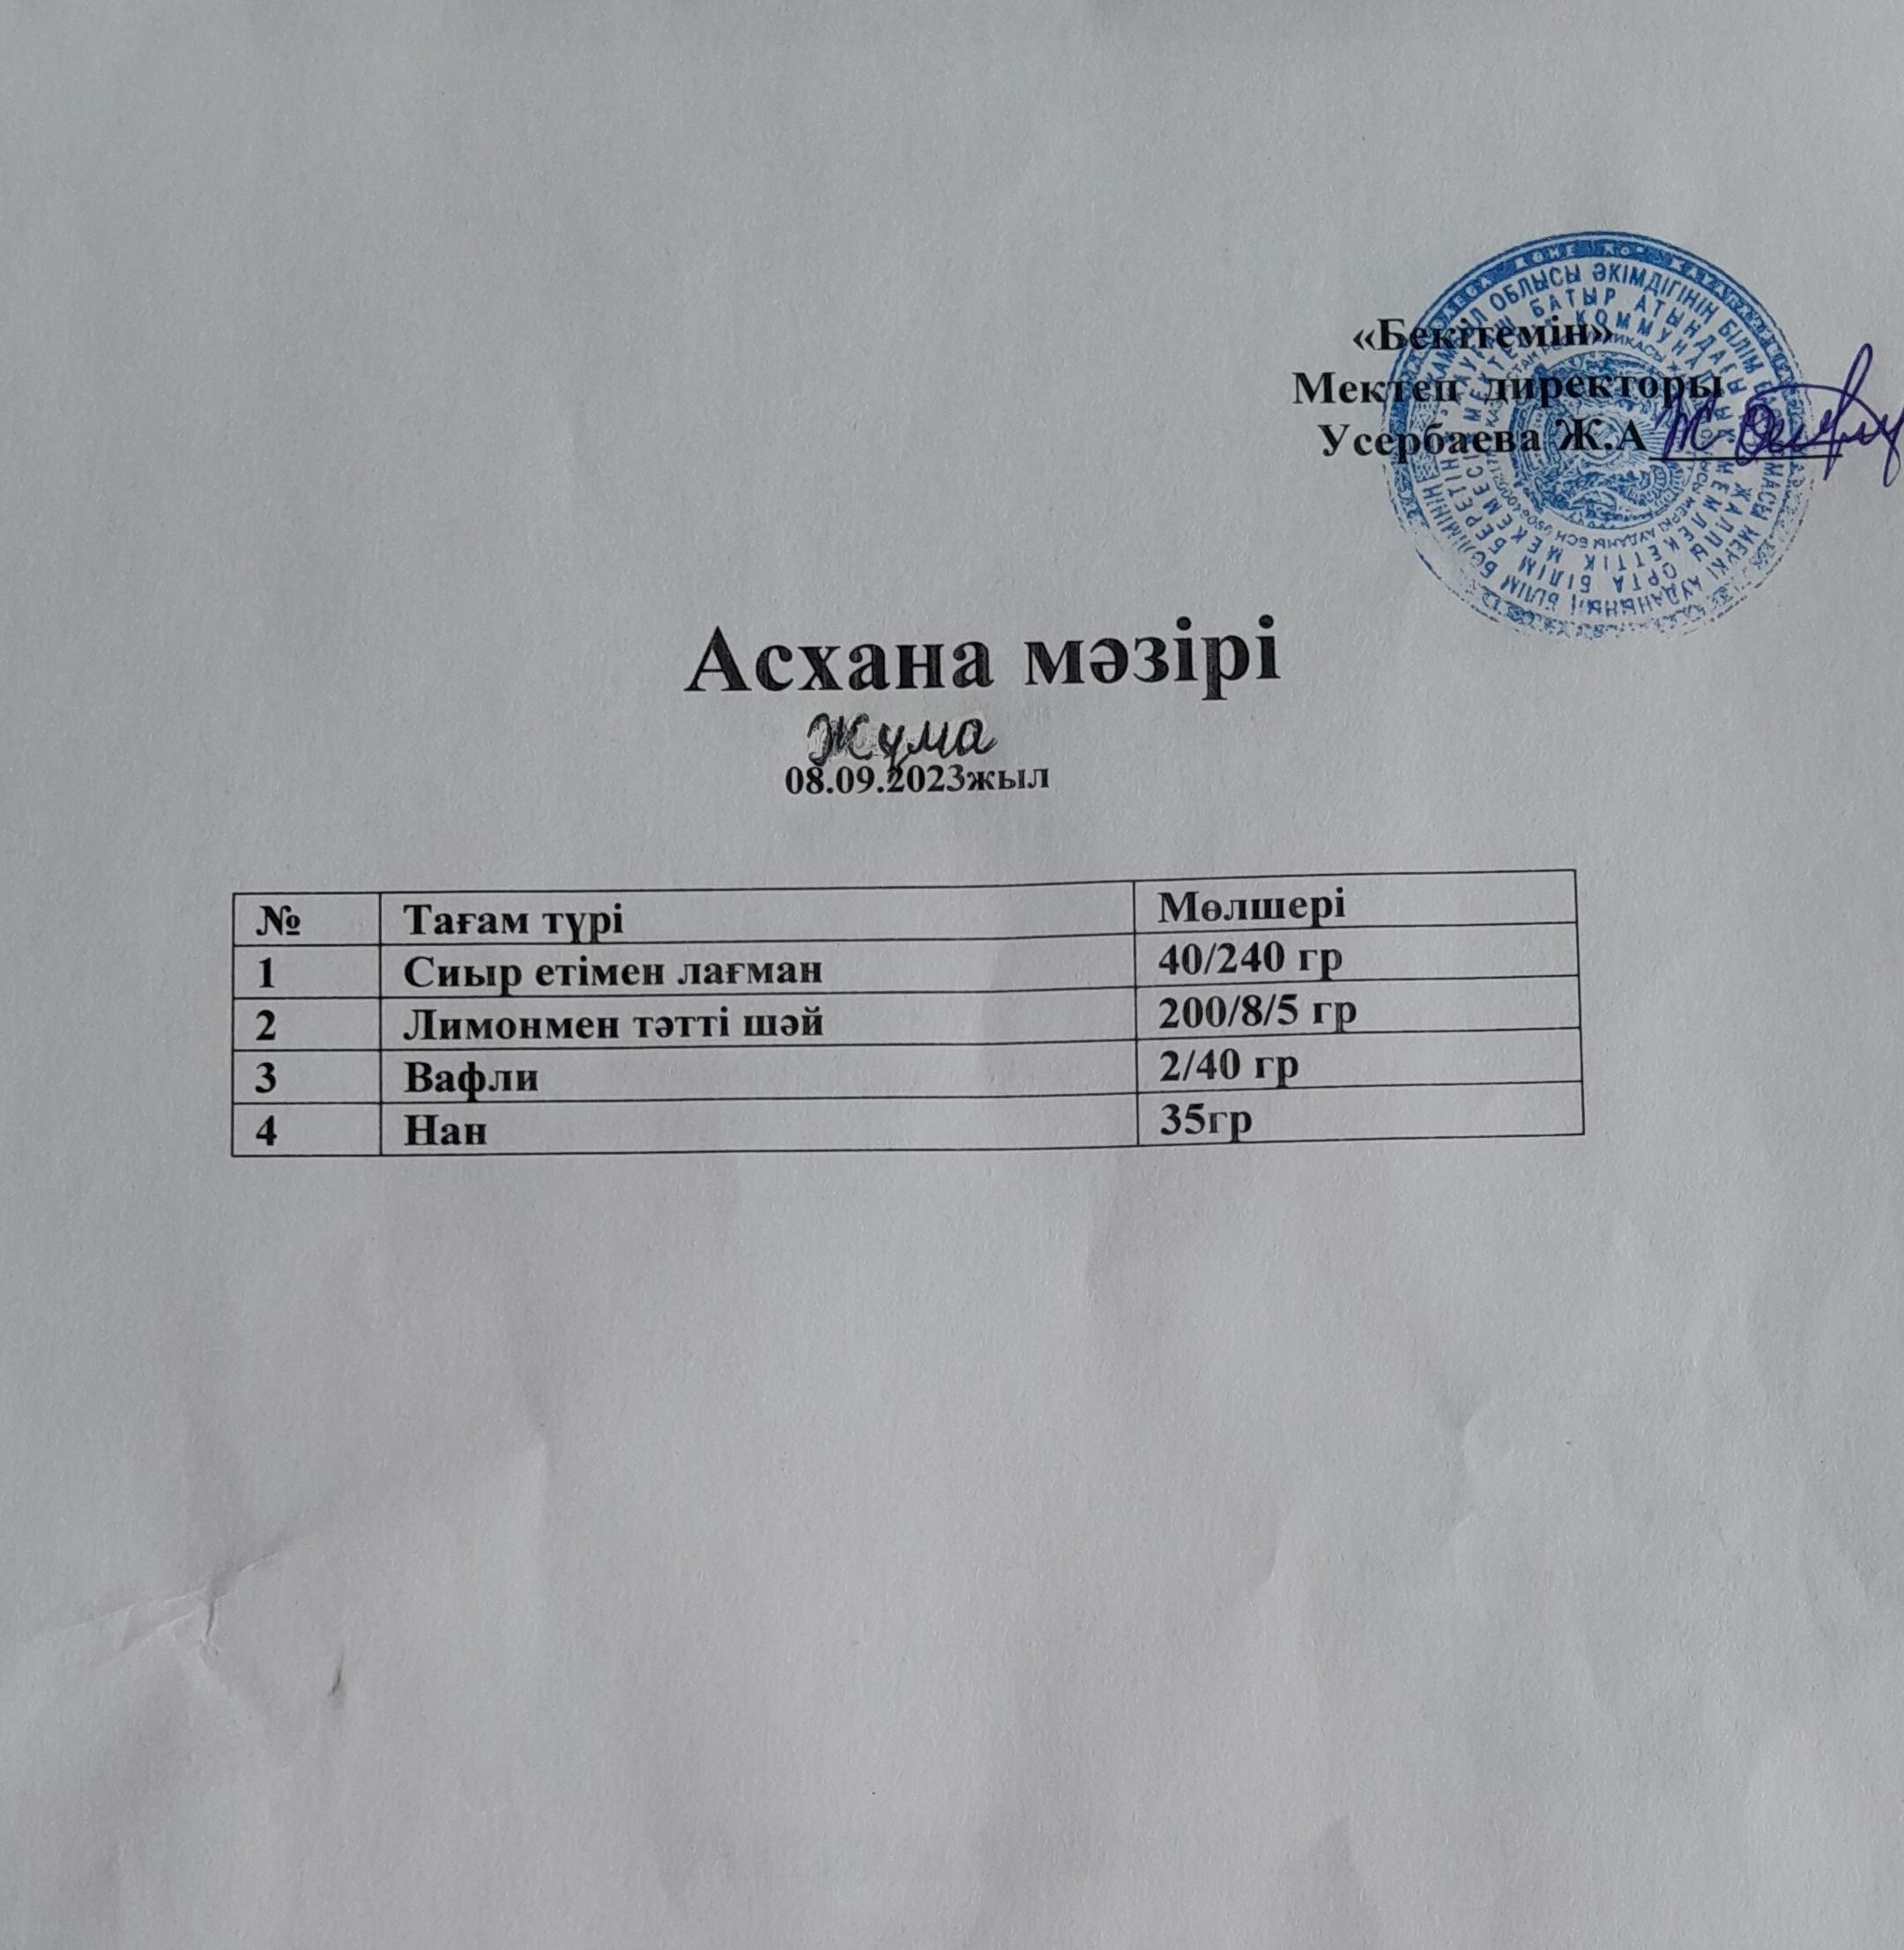 «Бекітемін»
Мектеп директоры
Усербаева Ж.А
Асхана мәзірі
Жұма
08.09.2023жыл
№ Тағам түрі Мөлшері
1 Сиыр етімен лағман 40/240 гр
2 Лимонмен тәтті шәй 200/8/5 гр
3 Вафли 2/40 гр
4 Нан 35гр